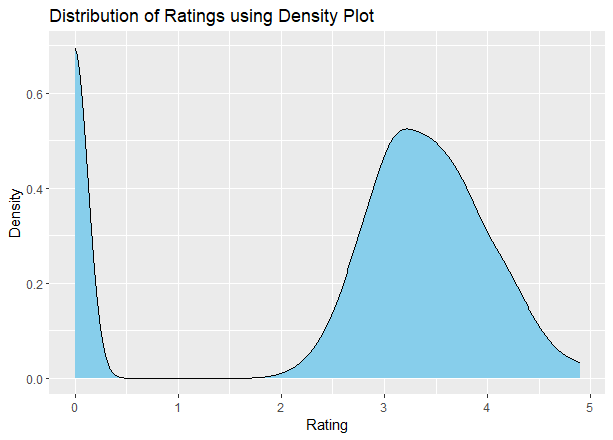 Distribution of Ratings using Density Plot
0.6
0.4
0.2
0.0
Density
0 1 2 3 4 5
Rating